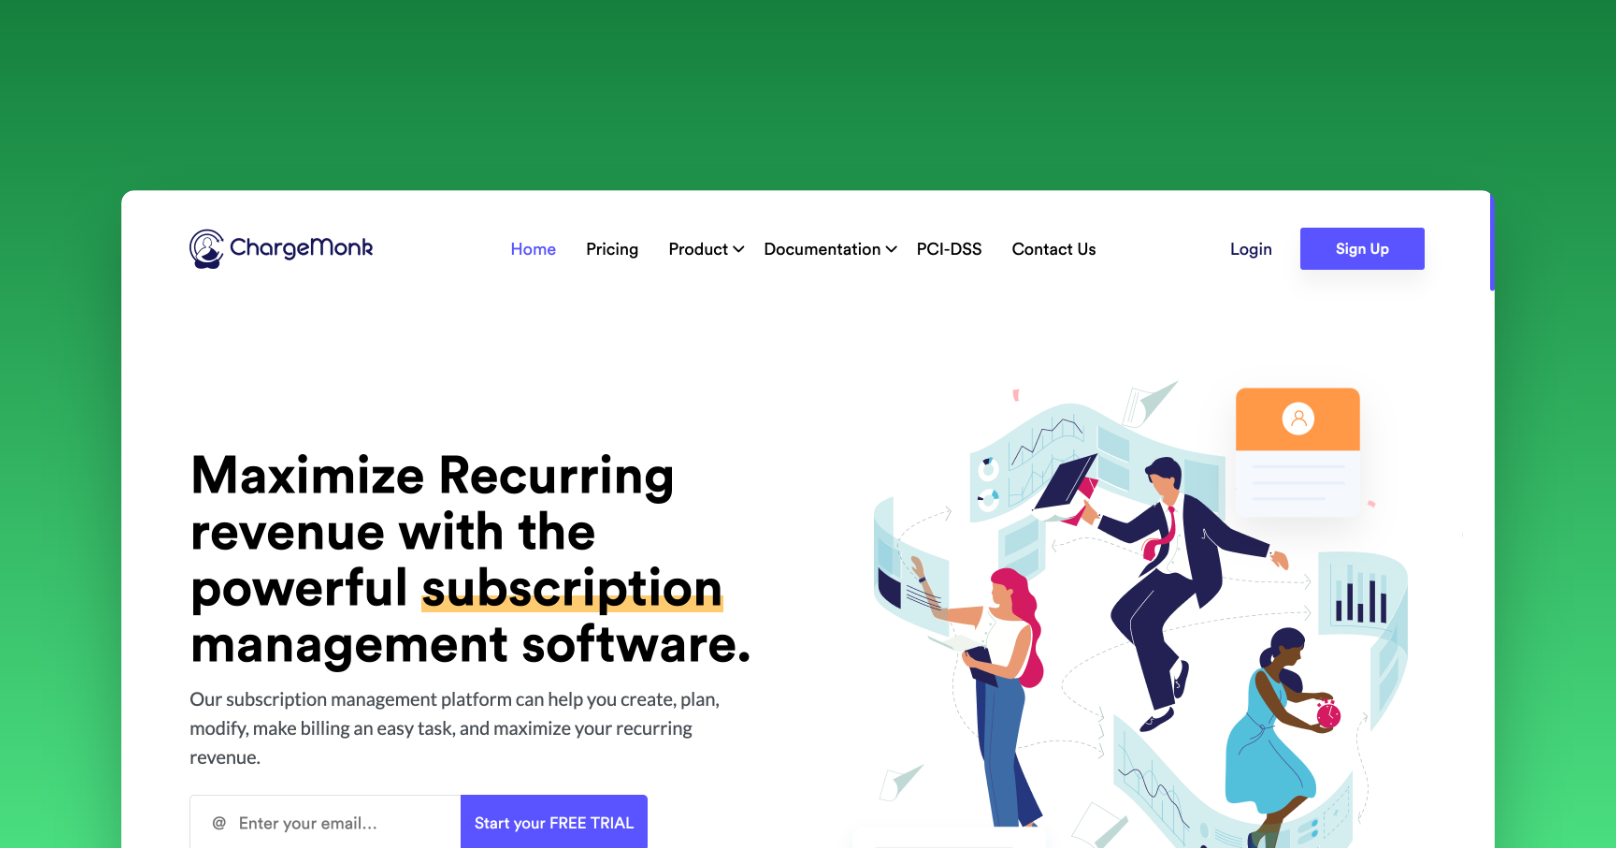 ChargeMonk
Home Pricing Product Documentation PCI-DSS Contact Us Login Sign Up
Maximize Recurring
revenue with the
powerful subscription
management software.
Our subscription management platform can help you create, plan,
modify, make billing an easy task, and maximize your recurring
revenue.
@ Enter your email... Start your FREE TRIAL